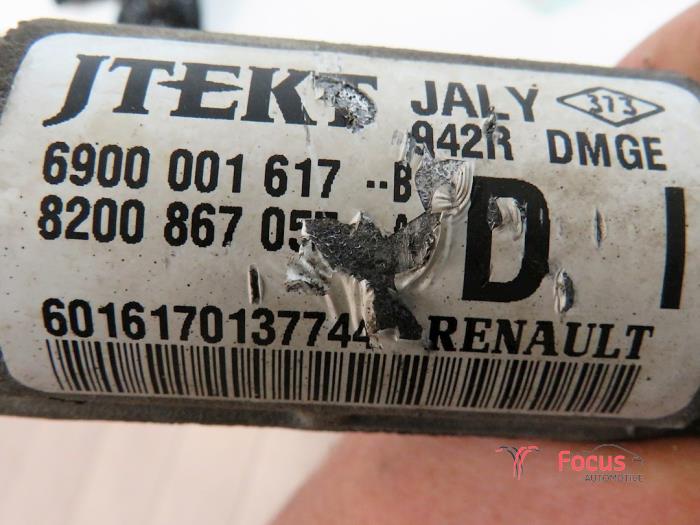 JTEKT JALY 373
942R DMGE
6900 001 617 --B
8200 867 A
D I
RENAULT
Focus
AUTOMOTIVE